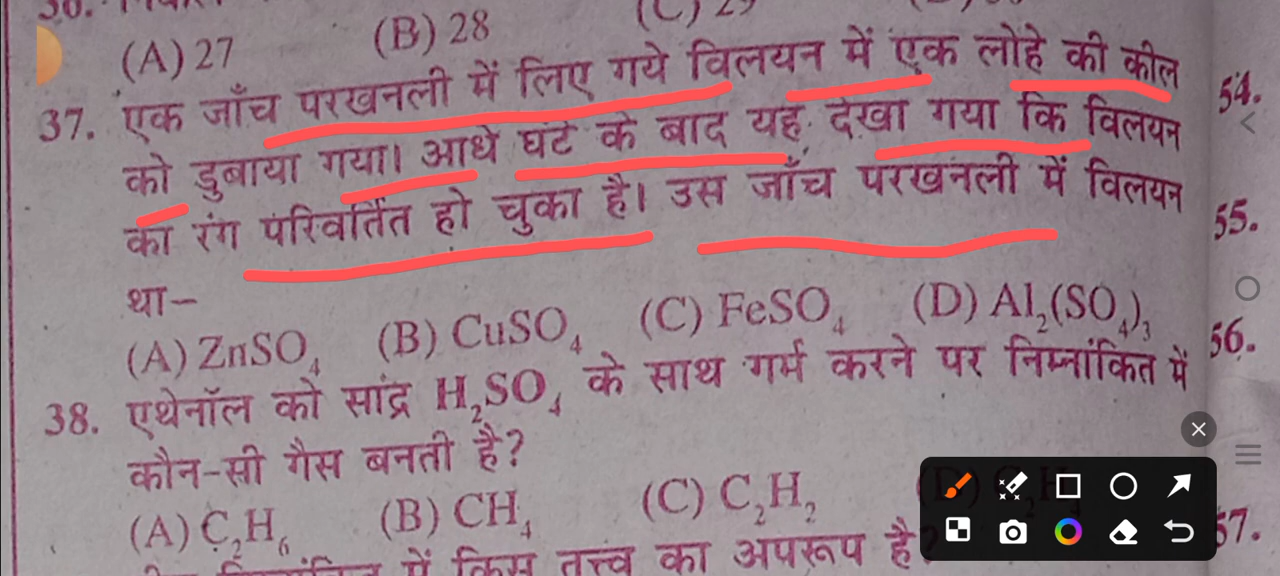 (A) 27 (B) 28
37. एक जाँच परखनली में लिए गये विलयन में एक लोहे की कील 54.
को डुबाया गया। आधे घंटे के बाद यह देखा गया कि विलयन
का रंग परिवर्तित हो चुका है। उस जाँच परखनली में विलयन 55.
था–
(A) ZnSO₄ (B) CuSO₄ (C) FeSO₄ (D) Al₂(SO₄)₃ 56.
38. एथेनॉल को सांद्र H₂SO₄ के साथ गर्म करने पर निम्नांकित में
कौन-सी गैस बनती है?
(A) C₂H₆ (B) CH₄ (C) C₂H₂
में किस तत्त्व का अपरूप है? 57.